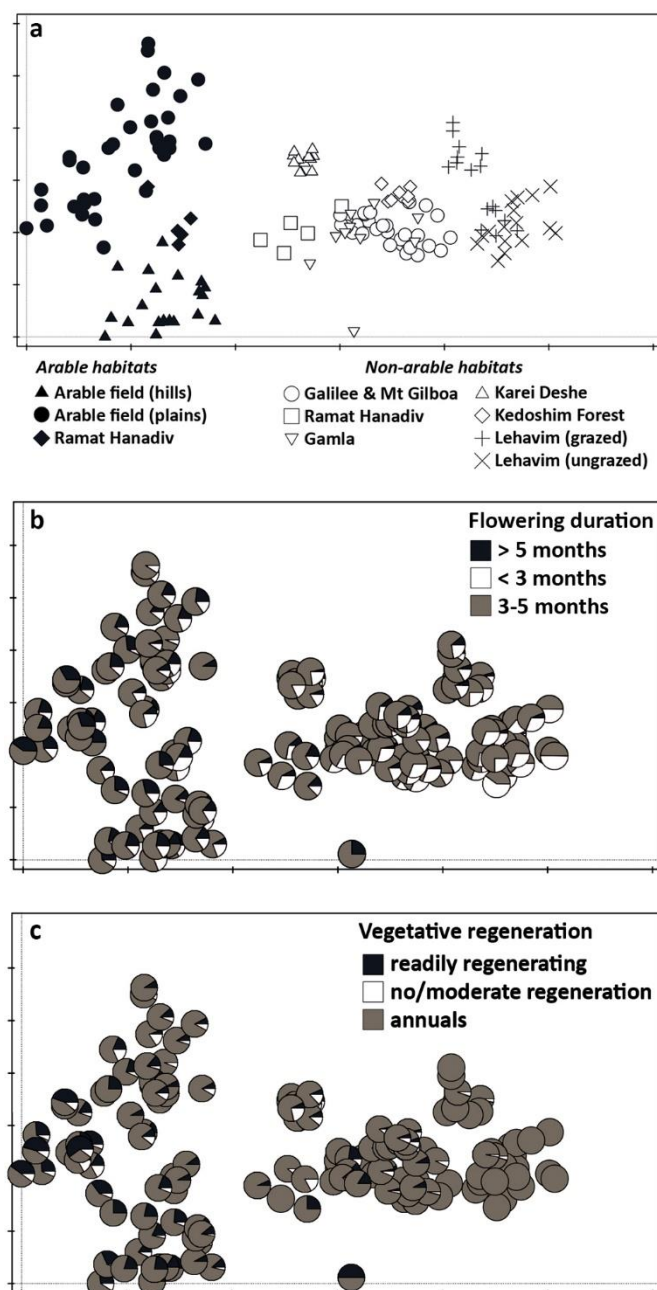 a
Arable habitats
Non-arable habitats
Arable field (hills)
Arable field (plains)
Ramat Hanadiv
Galilee & Mt Gilboa
Ramat Hanadiv
Gamla
Karei Deshe
Kedoshim Forest
Lehavim (grazed)
Lehavim (ungrazed)
b
Flowering duration
> 5 months
< 3 months
3-5 months
c
Vegetative regeneration
readily regenerating
no/moderate regeneration
annuals